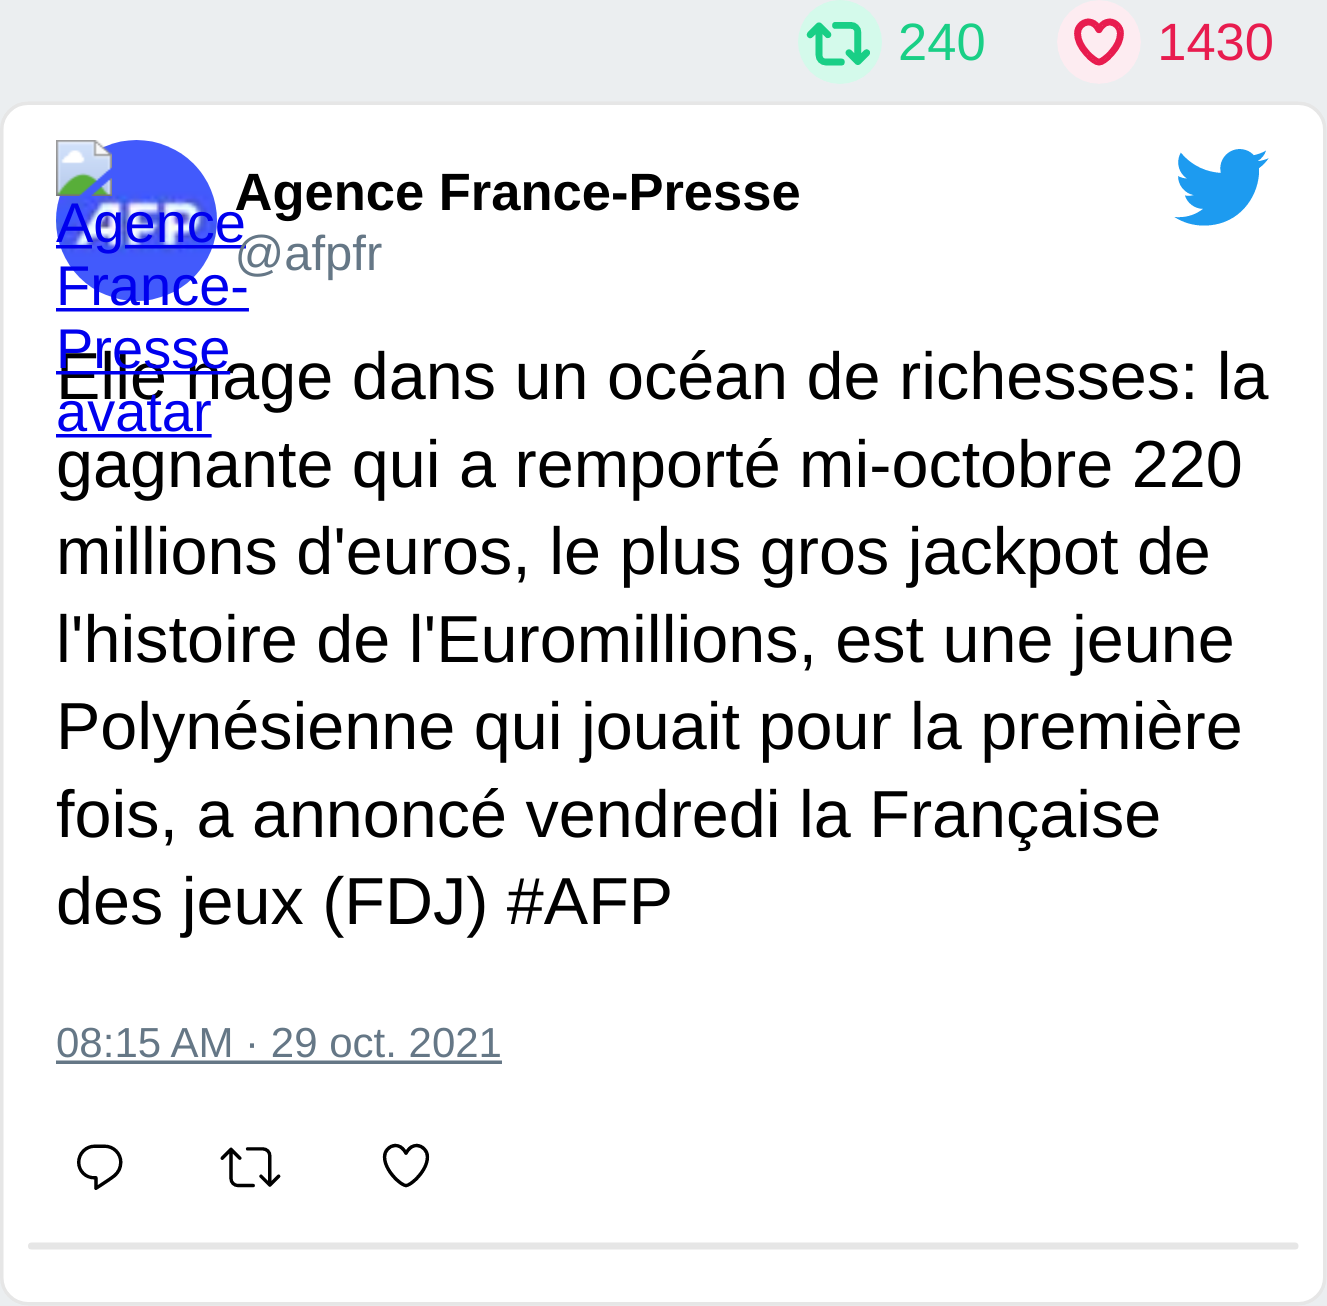 240 1430
Agence France-Presse
@afpfr
AFP
Agence
France-
Presse
avatar
Elle nage dans un océan de richesses: la
gagnante qui a remporté mi-octobre 220
millions d'euros, le plus gros jackpot de
l'histoire de l'Euromillions, est une jeune
Polynésienne qui jouait pour la première
fois, a annoncé vendredi la Française
des jeux (FDJ) #AFP
08:15 AM · 29 oct. 2021